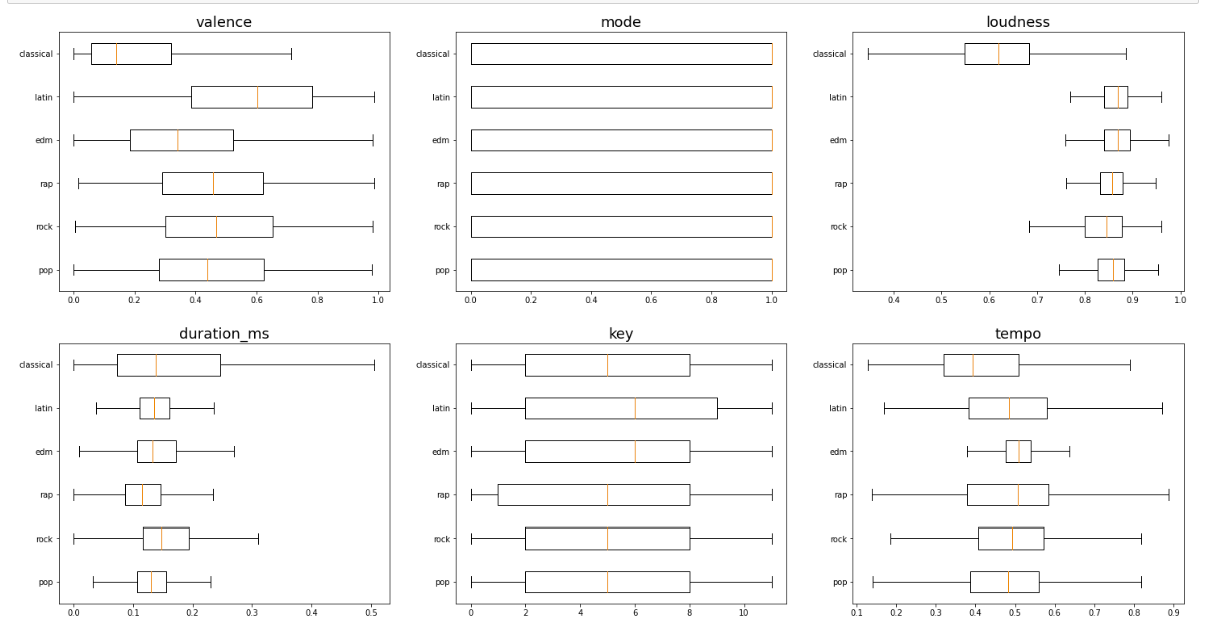 valence mode loudness
classical classical classical
latin latin latin
edm edm edm
rap rap rap
rock rock rock
pop pop pop
0.0 0.2 0.4 0.6 0.8 1.0 0.0 0.2 0.4 0.6 0.8 1.0 0.4 0.5 0.6 0.7 0.8 0.9 1.0
duration_ms key tempo
classical classical classical
latin latin latin
edm edm edm
rap rap rap
rock rock rock
pop pop pop
0.0 0.1 0.2 0.3 0.4 0.5 0 2 4 6 8 10 0.1 0.2 0.3 0.4 0.5 0.6 0.7 0.8 0.9